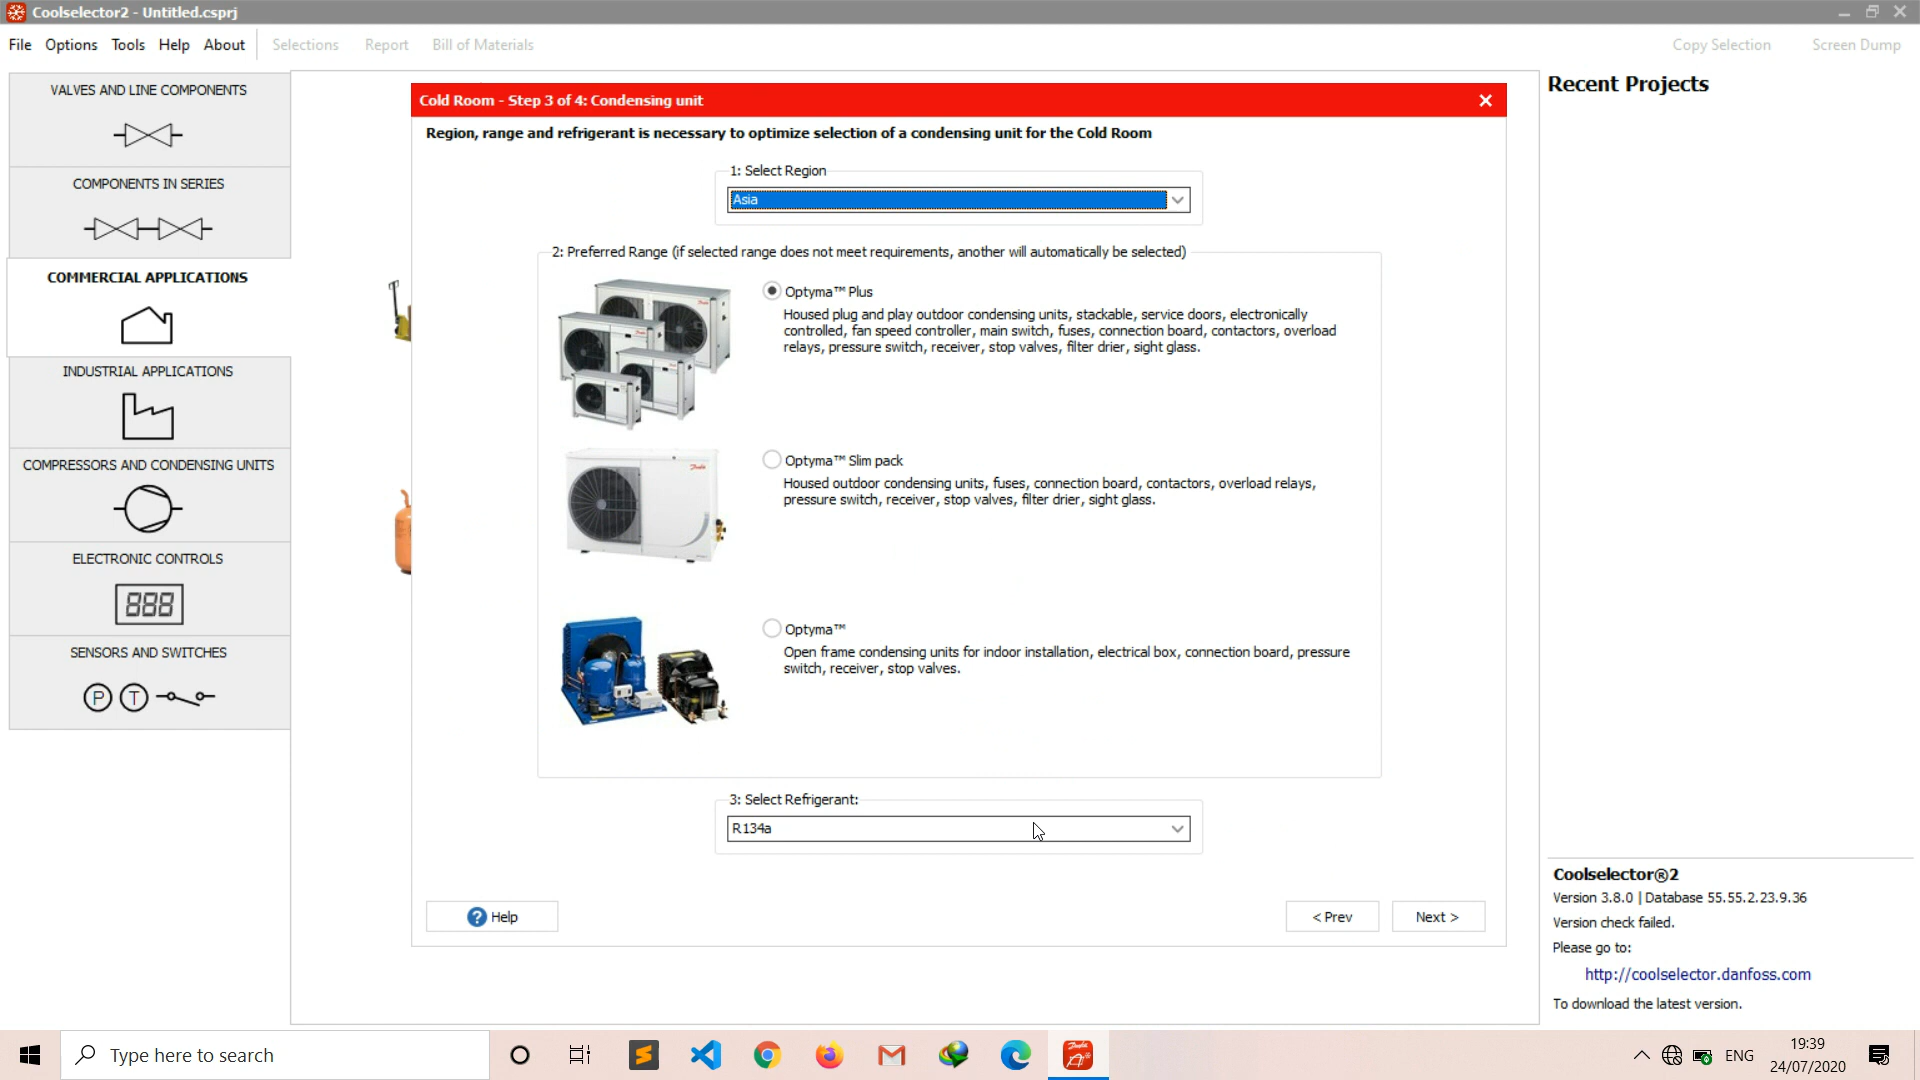 Coolselector2 - Untitled.csprj
File Options Tools Help About Selections Report Bill of Materials Copy Selection Screen Dump
VALVES AND LINE COMPONENTS
COMPONENTS IN SERIES
COMMERCIAL APPLICATIONS
INDUSTRIAL APPLICATIONS
COMPRESSORS AND CONDENSING UNITS
ELECTRONIC CONTROLS
888
SENSORS AND SWITCHES
P T
Cold Room - Step 3 of 4: Condensing unit
Region, range and refrigerant is necessary to optimize selection of a condensing unit for the Cold Room
1: Select Region
Asia
2: Preferred Range (if selected range does not meet requirements, another will automatically be selected)
Optyma™ Plus
Housed plug and play outdoor condensing units, stackable, service doors, electronically
controlled, fan speed controller, main switch, fuses, connection board, contactors, overload
relays, pressure switch, receiver, stop valves, filter drier, sight glass.
Optyma™ Slim pack
Housed outdoor condensing units, fuses, connection board, contactors, overload relays,
pressure switch, receiver, stop valves, filter drier, sight glass.
Optyma™
Open frame condensing units for indoor installation, electrical box, connection board, pressure
switch, receiver, stop valves.
3: Select Refrigerant:
R134a
? Help
< Prev
Next >
Recent Projects
Coolselector®2
Version 3.8.0 | Database 55.55.2.23.9.36
Version check failed.
Please go to:
http://coolselector.danfoss.com
To download the latest version.
Type here to search
ENG
19:39
24/07/2020